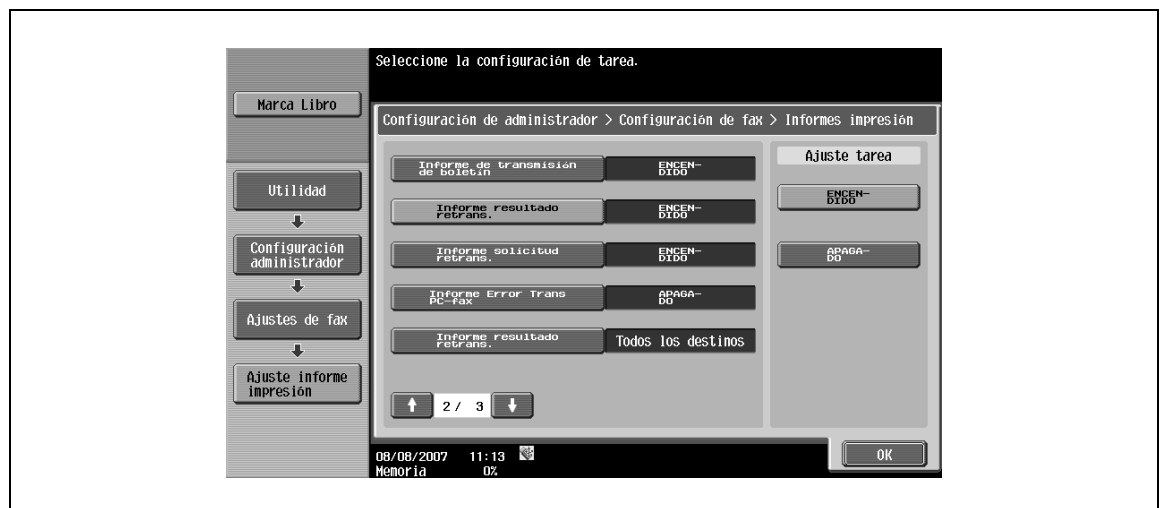 Seleccione la configuración de tarea.
Marca Libro
Configuración de administrador > Configuración de fax > Informes impresión
Utilidad
Configuración
administrador
Ajustes de fax
Ajuste informe
impresión
Informe de transmisión
de boletín
ENCEN-
DIDO
Informe resultado
retrans.
ENCEN-
DIDO
Informe solicitud
retrans.
ENCEN-
DIDO
Informe Error Trans
PC-fax
APAGA-
DO
Informe resultado
retrans.
Todos los destinos
2/ 3
Ajuste tarea
ENCEN-
DIDO
APAGA-
DO
08/08/2007 11:13
Memoria 0%
OK